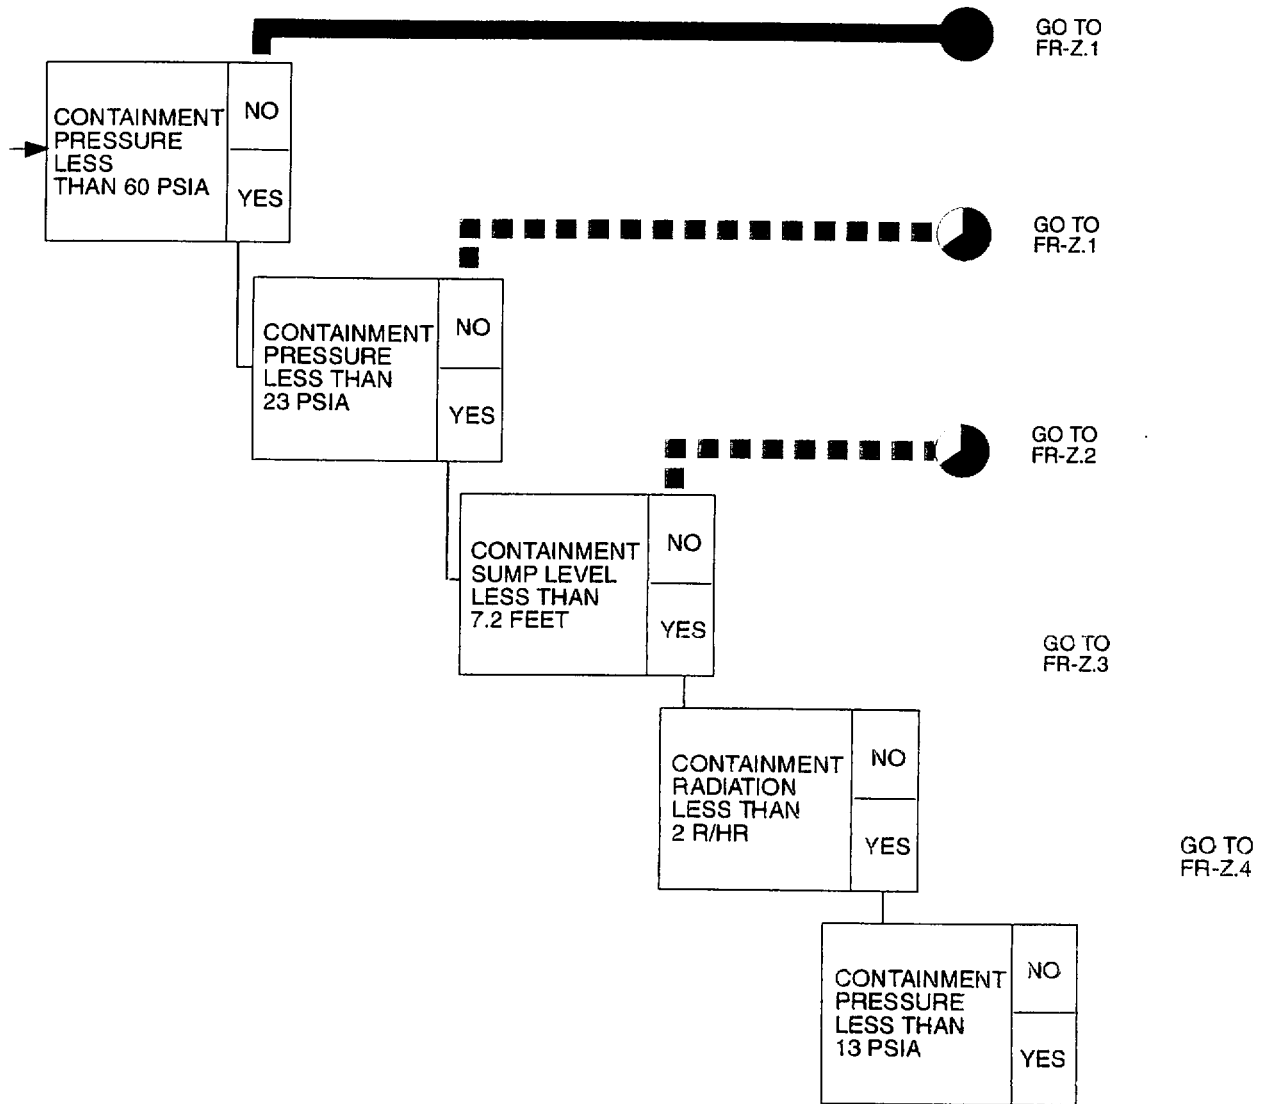 GO TO
FR-Z.1
CONTAINMENT
PRESSURE
LESS
THAN 60 PSIA
NO
YES
GO TO
FR-Z.1
CONTAINMENT
PRESSURE
LESS THAN
23 PSIA
NO
YES
GO TO
FR-Z.2
CONTAINMENT
SUMP LEVEL
LESS THAN
7.2 FEET
NO
YES
GO TO
FR-Z.3
CONTAINMENT
RADIATION
LESS THAN
2 R/HR
NO
YES
GO TO
FR-Z.4
CONTAINMENT
PRESSURE
LESS THAN
13 PSIA
NO
YES